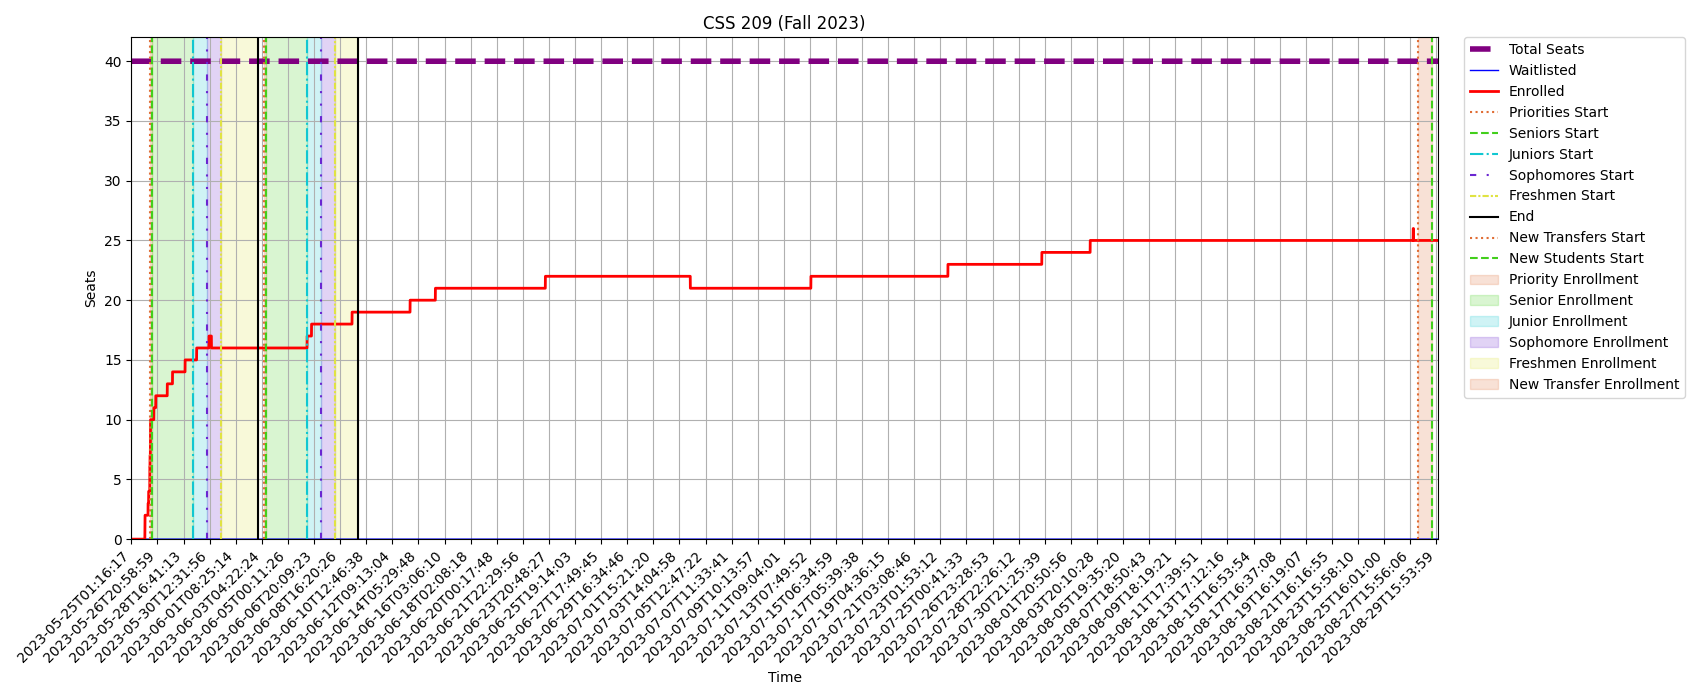 CSS 209 (Fall 2023)
Seats
40
35
30
25
20
15
10
5
0
2023-05-25T01:16:17
2023-05-26T20:58:59
2023-05-28T16:41:13
2023-05-30T12:31:56
2023-06-01T08:25:14
2023-06-03T04:22:24
2023-06-05T00:11:26
2023-06-06T20:09:23
2023-06-08T16:20:26
2023-06-10T12:46:38
2023-06-12T09:13:04
2023-06-14T05:29:48
2023-06-16T03:06:10
2023-06-18T02:08:18
2023-06-20T00:17:48
2023-06-21T22:29:56
2023-06-23T20:48:27
2023-06-25T19:14:03
2023-06-27T17:49:45
2023-06-29T16:34:46
2023-07-01T15:21:20
2023-07-03T14:04:58
2023-07-05T12:47:22
2023-07-07T11:33:41
2023-07-09T10:13:57
2023-07-11T09:04:01
2023-07-13T07:49:52
2023-07-15T06:34:59
2023-07-17T05:39:38
2023-07-19T04:36:15
2023-07-21T03:08:46
2023-07-23T01:53:12
2023-07-25T00:41:33
2023-07-26T23:28:53
2023-07-28T22:26:12
2023-07-30T21:25:39
2023-08-01T20:50:56
2023-08-03T20:10:28
2023-08-05T19:35:20
2023-08-07T18:50:43
2023-08-09T18:19:21
2023-08-11T17:39:51
2023-08-13T17:12:16
2023-08-15T16:53:54
2023-08-17T16:37:08
2023-08-19T16:19:07
2023-08-21T16:16:55
2023-08-23T15:58:10
2023-08-25T16:01:00
2023-08-27T15:56:06
2023-08-29T15:53:59
Time
Total Seats
Waitlisted
Enrolled
Priorities Start
Seniors Start
Juniors Start
Sophomores Start
Freshmen Start
End
New Transfers Start
New Students Start
Priority Enrollment
Senior Enrollment
Junior Enrollment
Sophomore Enrollment
Freshmen Enrollment
New Transfer Enrollment